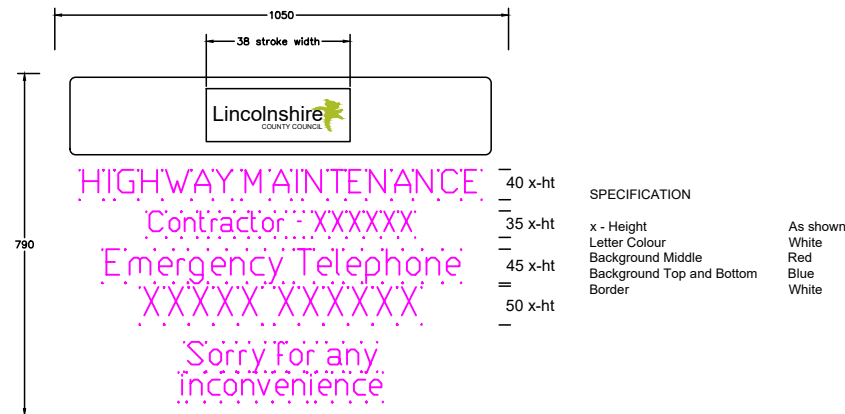 1050
38 stroke width
Lincolnshire
COUNTY COUNCIL
790
HIGHWAY MAINTENANCE
40 x-ht
Contractor - XXXXXX
35 x-ht
Emergency Telephone
45 x-ht
XXXXX XXXXXX
50 x-ht
Sorry for any
inconvenience
SPECIFICATION
x - Height As shown
Letter Colour White
Background Middle Red
Background Top and Bottom Blue
Border White